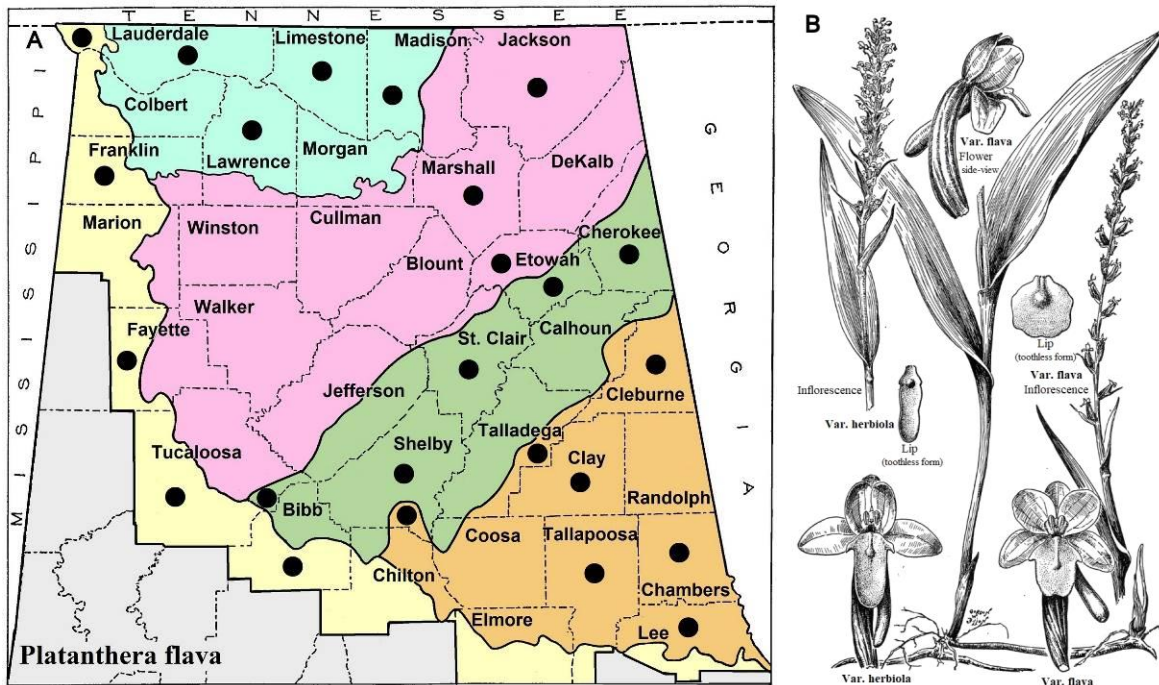 A
T E N N E S S E E
Lauderdale
Limestone
Madison
Jackson
Colbert
Franklin
Lawrence
Morgan
Marshall
DeKalb
Marion
Winston
Cullman
Cherokee
Blount
Etowah
Walker
Fayette
St. Clair
Calhoun
Jefferson
Cleburne
Tucaloosa
Shelby
Talladega
Clay
Bibb
Randolph
Coosa
Tallapoosa
Chilton
Chambers
Elmore
Lee
M I S S I S S I P P I
G E O R G I A
Platanthera flava
B
Var. flava
Flower
side-view
Inflorescence
Var. herbiola
Lip
(toothless form)
Lip
(toothless form)
Var. flava
Inflorescence
Var. herbiola
Var. flava